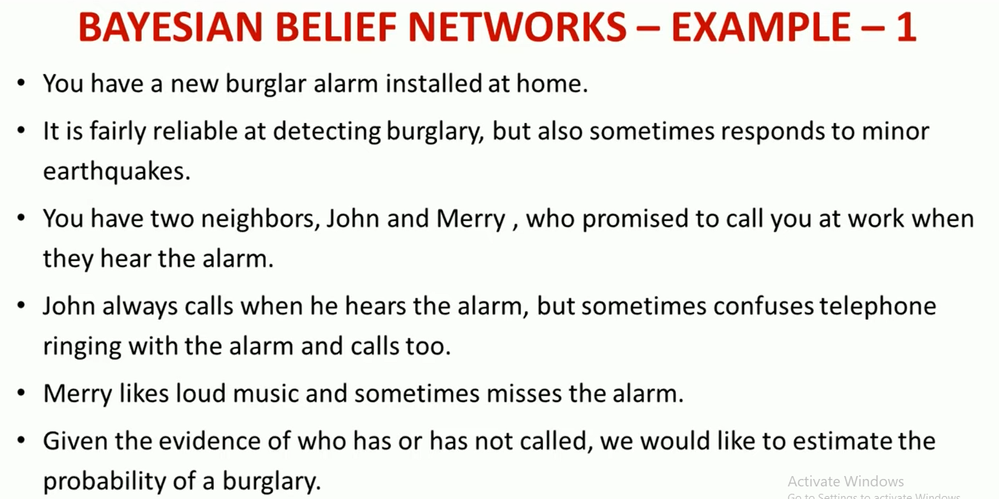 BAYESIAN BELIEF NETWORKS – EXAMPLE – 1
• You have a new burglar alarm installed at home.
• It is fairly reliable at detecting burglary, but also sometimes responds to minor
earthquakes.
• You have two neighbors, John and Merry , who promised to call you at work when
they hear the alarm.
• John always calls when he hears the alarm, but sometimes confuses telephone
ringing with the alarm and calls too.
• Merry likes loud music and sometimes misses the alarm.
• Given the evidence of who has or has not called, we would like to estimate the
probability of a burglary.
Activate Windows
Go to Settings to activate Windows.